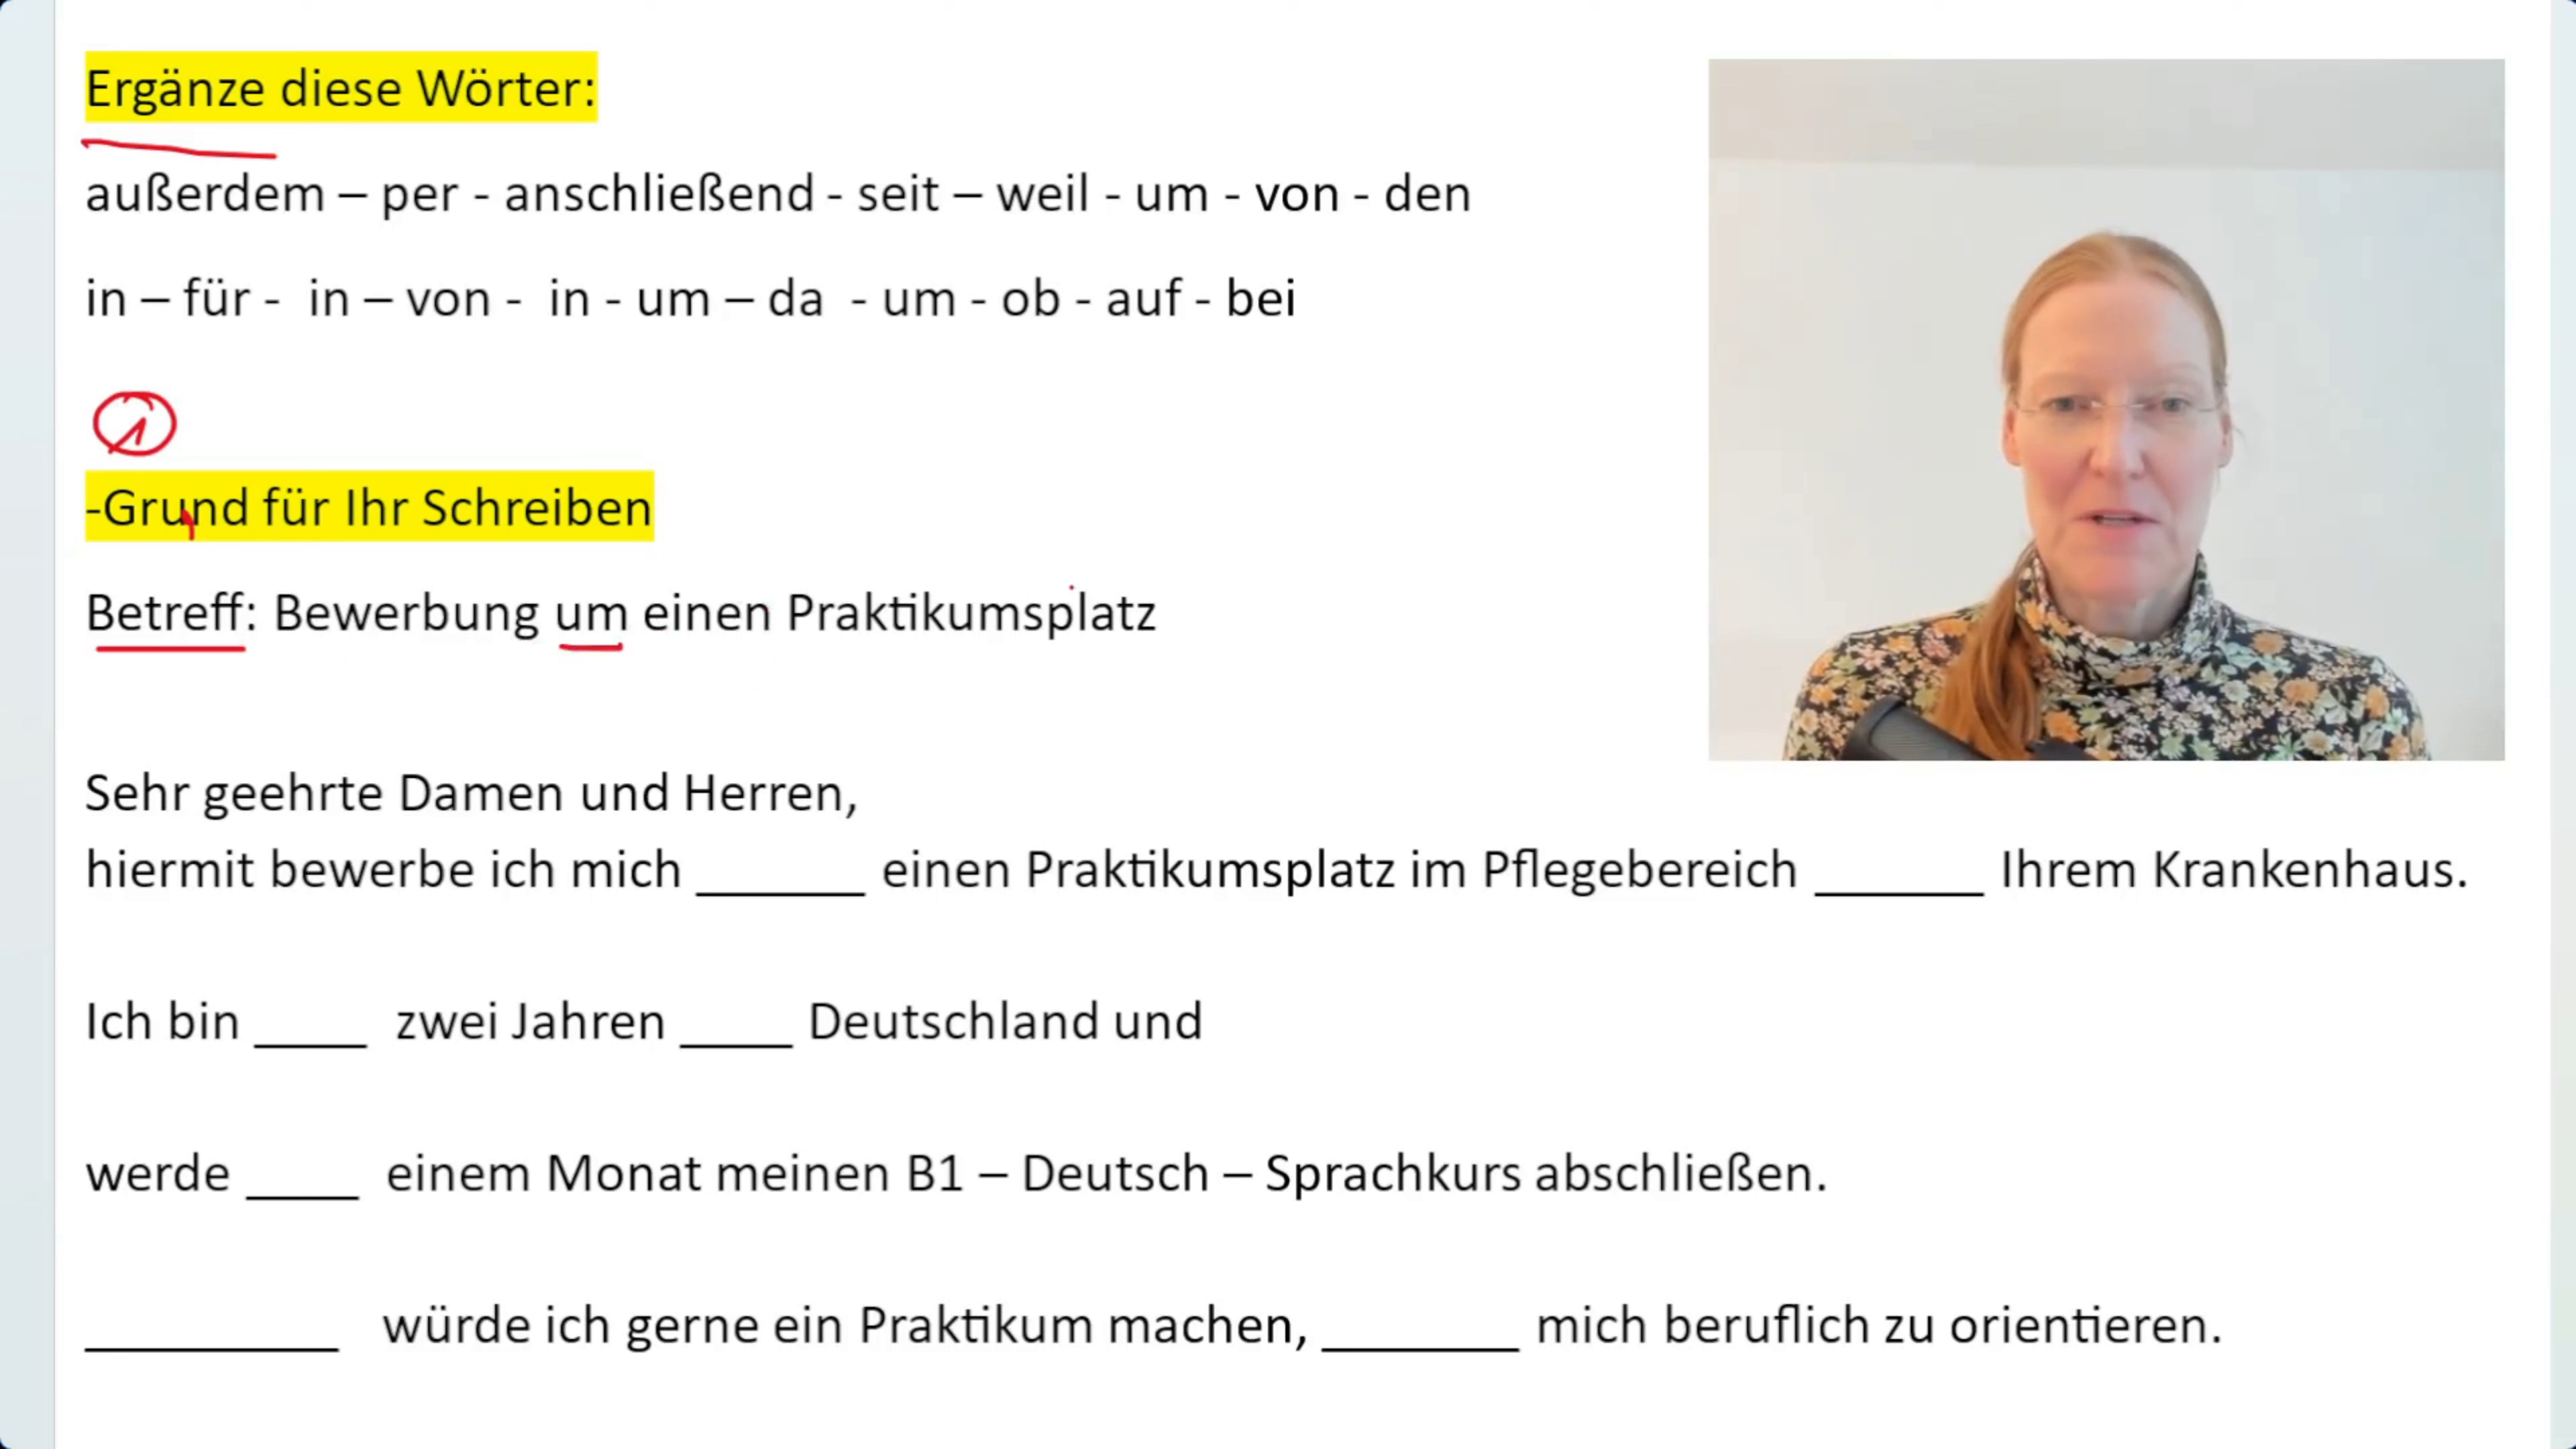 Ergänze diese Wörter:
außerdem – per - anschließend - seit – weil - um - von - den
in – für - in – von - in - um – da - um - ob - auf - bei
1
-Grund für Ihr Schreiben
Betreff: Bewerbung um einen Praktikumsplatz
Sehr geehrte Damen und Herren,
hiermit bewerbe ich mich ______ einen Praktikumsplatz im Pflegebereich ______ Ihrem Krankenhaus.
Ich bin ____ zwei Jahren ____ Deutschland und
werde ____ einem Monat meinen B1 – Deutsch – Sprachkurs abschließen.
_________ würde ich gerne ein Praktikum machen, _______ mich beruflich zu orientieren.